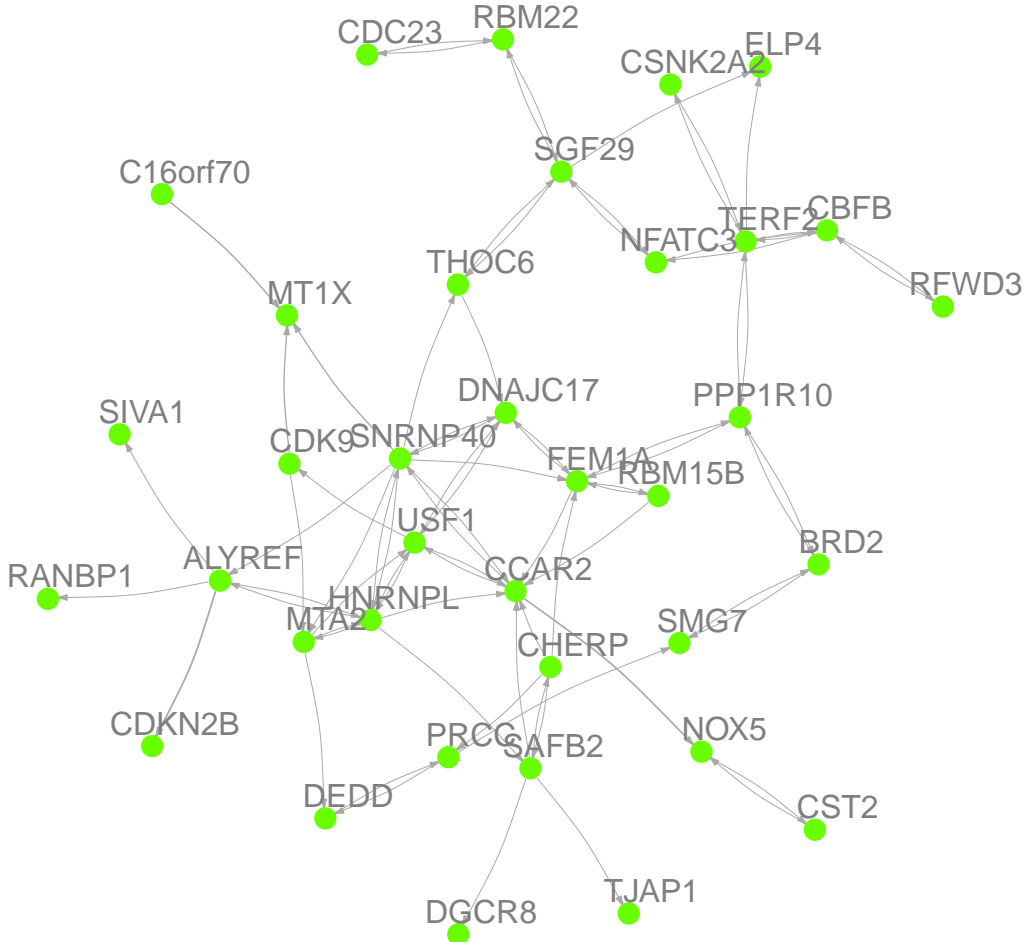 RBM22
CDC23
ELP4
CSNK2A2
SGF29
C16orf70
CBFB
TERF2
NFATC3
THOC6
RFWD3
MT1X
DNAJC17
PPP1R10
SIVA1
SNRNP40
CDK9
FEM1A
RBM15B
USF1
BRD2
ALYREF
CCAR2
RANBP1
HNRNPL
MTA2
SMG7
CHERP
CDKN2B
NOX5
PRCC
SAFB2
DEDD
CST2
TJAP1
DGCR8